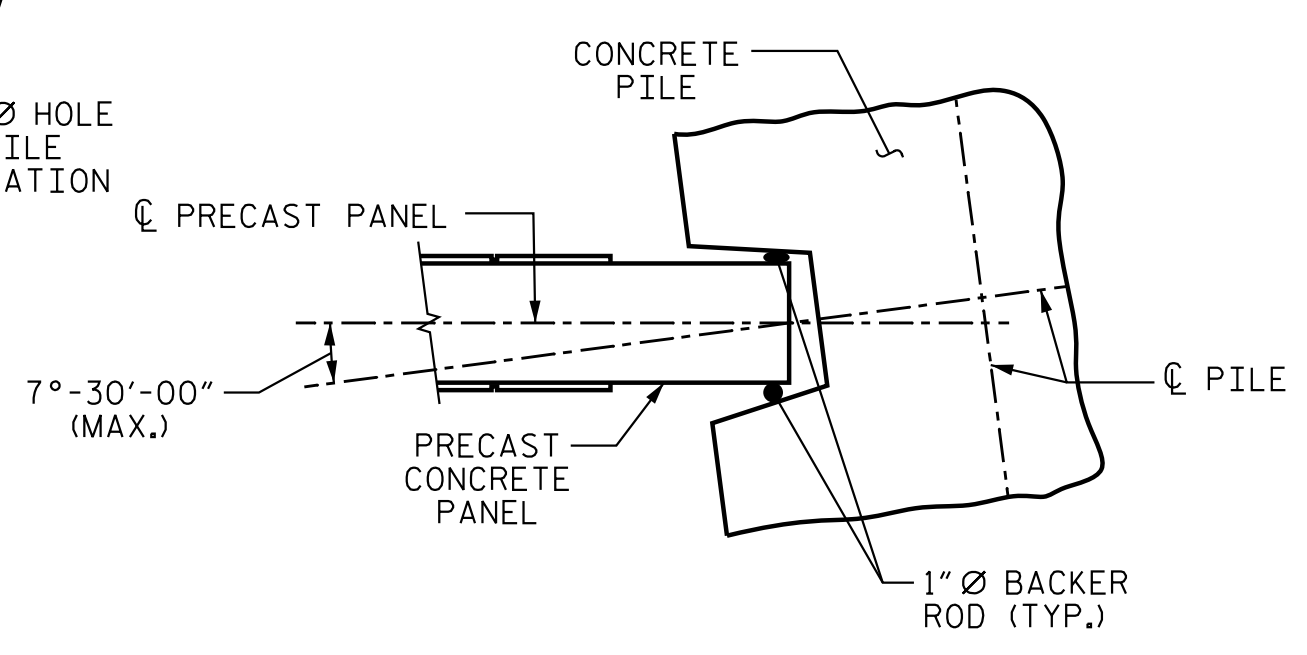 CONCRETE
PILE
Ø HOLE
ILE
ATION
℄ PRECAST PANEL
7°-30'-00"
(MAX.)
℄ PILE
PRECAST
CONCRETE
PANEL
1"Ø BACKER
ROD (TYP.)